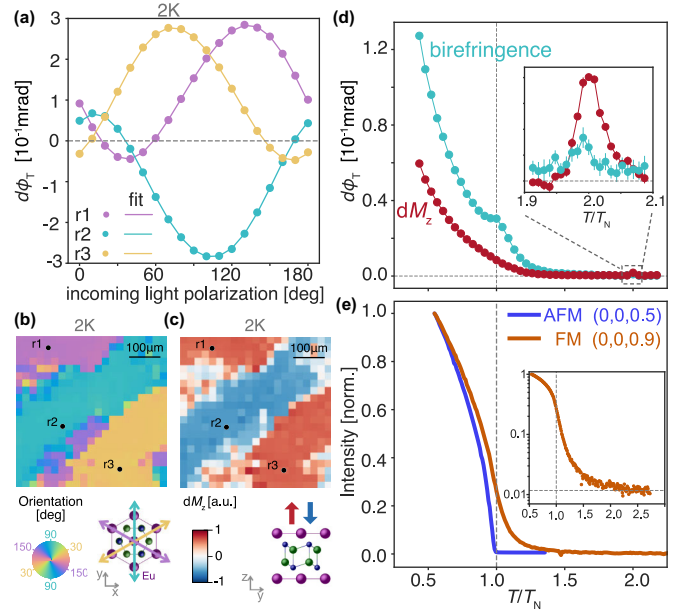 (a)
2K
dϕT [10⁻¹mrad]
3
2
1
0
-1
-2
-3
r1
r2
r3
fit
0
60
120
180
incoming light polarization [deg]
(b)
2K
r1
r2
r3
100µm
(c)
2K
r1
r2
r3
100µm
Orientation
[deg]
90
150
30
30
150
90
y
x
Eu
dMz [a.u.]
1
0
-1
z
y
(d)
dϕT [10⁻¹mrad]
1.2
0.8
0.4
0.0
birefringence
dMz
1.9
2.0
2.1
T/TN
(e)
Intensity [norm.]
1.0
0.8
0.6
0.4
0.2
0.0
AFM (0,0,0.5)
FM (0,0,0.9)
1
0.1
0.01
0.5
1.0
2.0
3.0
0.5
1.0
1.5
2.0
T/TN